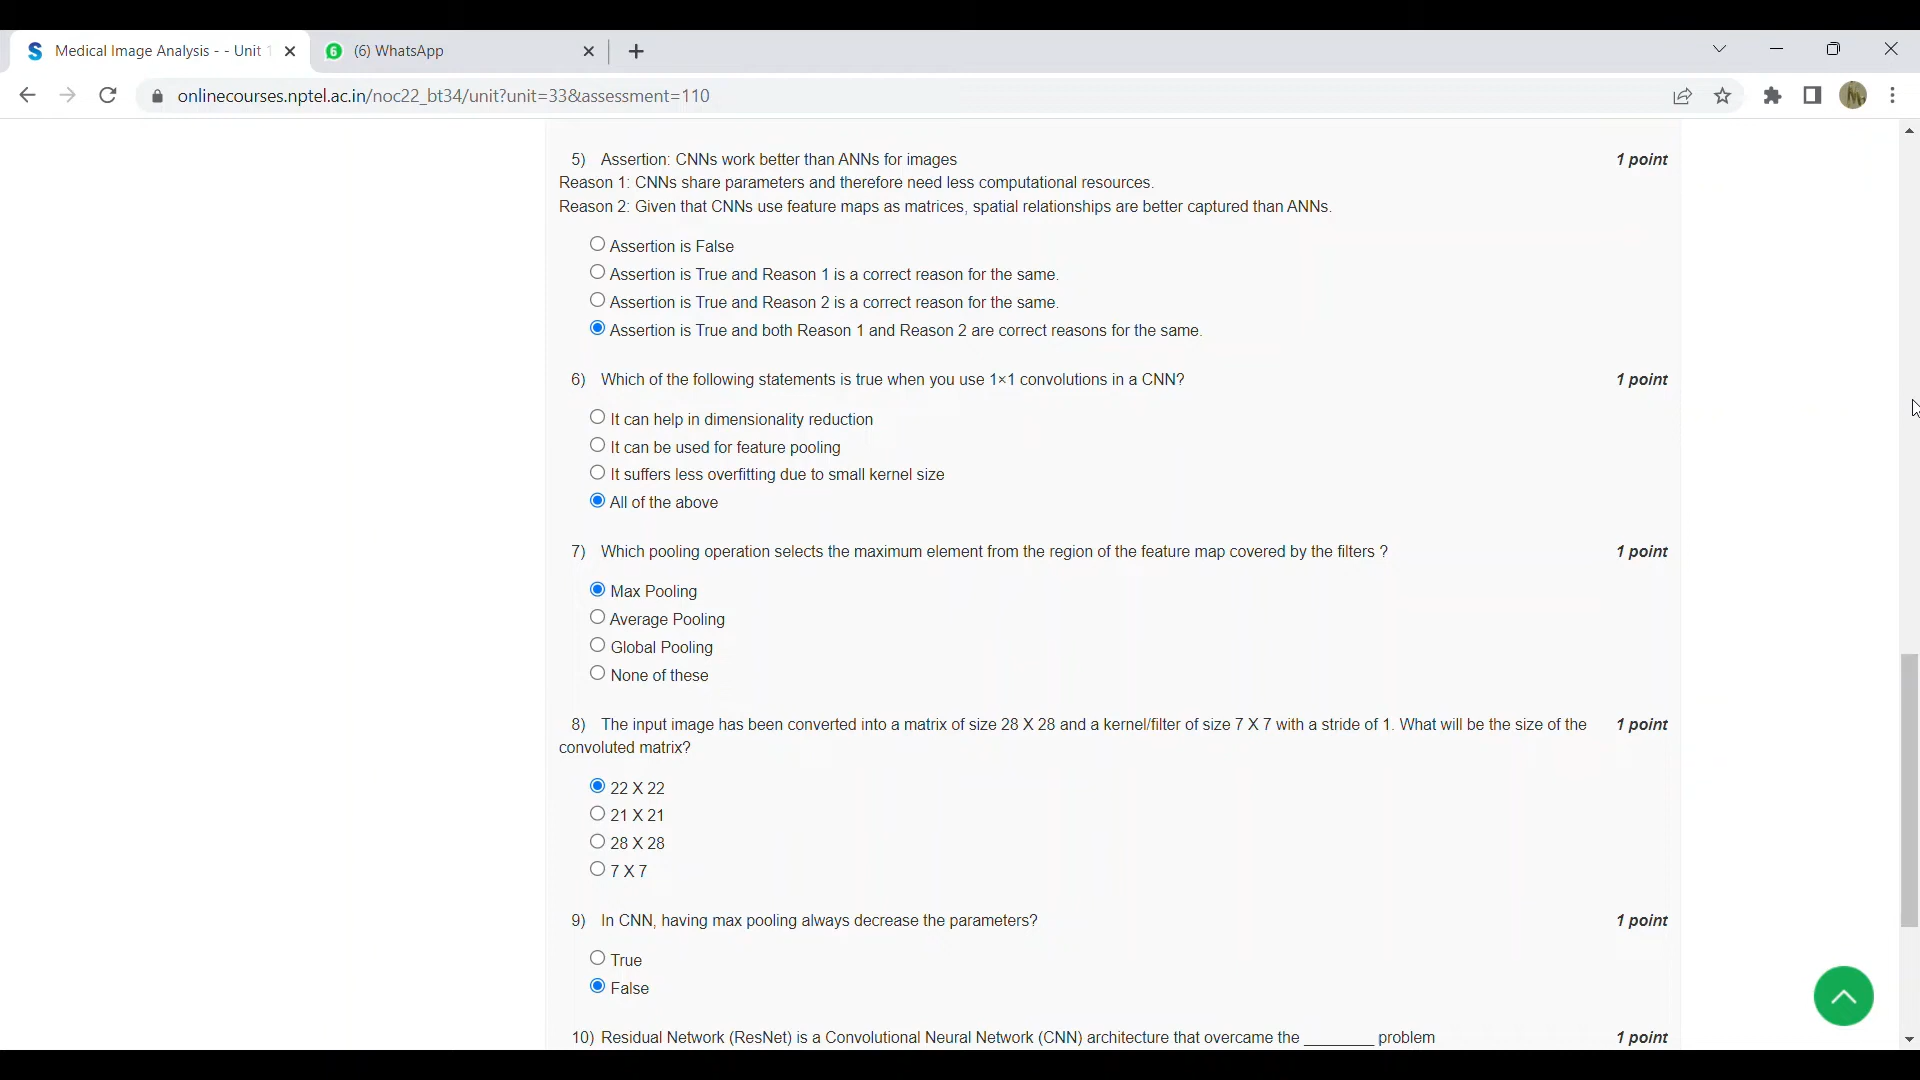 Medical Image Analysis - - Unit 1
6
(6) WhatsApp
onlinecourses.nptel.ac.in/noc22_bt34/unit?unit=33&assessment=110
5) Assertion: CNNs work better than ANNs for images 1 point
Reason 1: CNNs share parameters and therefore need less computational resources.
Reason 2: Given that CNNs use feature maps as matrices, spatial relationships are better captured than ANNs.
Assertion is False
Assertion is True and Reason 1 is a correct reason for the same.
Assertion is True and Reason 2 is a correct reason for the same.
Assertion is True and both Reason 1 and Reason 2 are correct reasons for the same.
6) Which of the following statements is true when you use 1×1 convolutions in a CNN? 1 point
It can help in dimensionality reduction
It can be used for feature pooling
It suffers less overfitting due to small kernel size
All of the above
7) Which pooling operation selects the maximum element from the region of the feature map covered by the filters ? 1 point
Max Pooling
Average Pooling
Global Pooling
None of these
8) The input image has been converted into a matrix of size 28 X 28 and a kernel/filter of size 7 X 7 with a stride of 1. What will be the size of the 1 point
convoluted matrix?
22 X 22
21 X 21
28 X 28
7 X 7
9) In CNN, having max pooling always decrease the parameters? 1 point
True
False
10) Residual Network (ResNet) is a Convolutional Neural Network (CNN) architecture that overcame the ________ problem 1 point